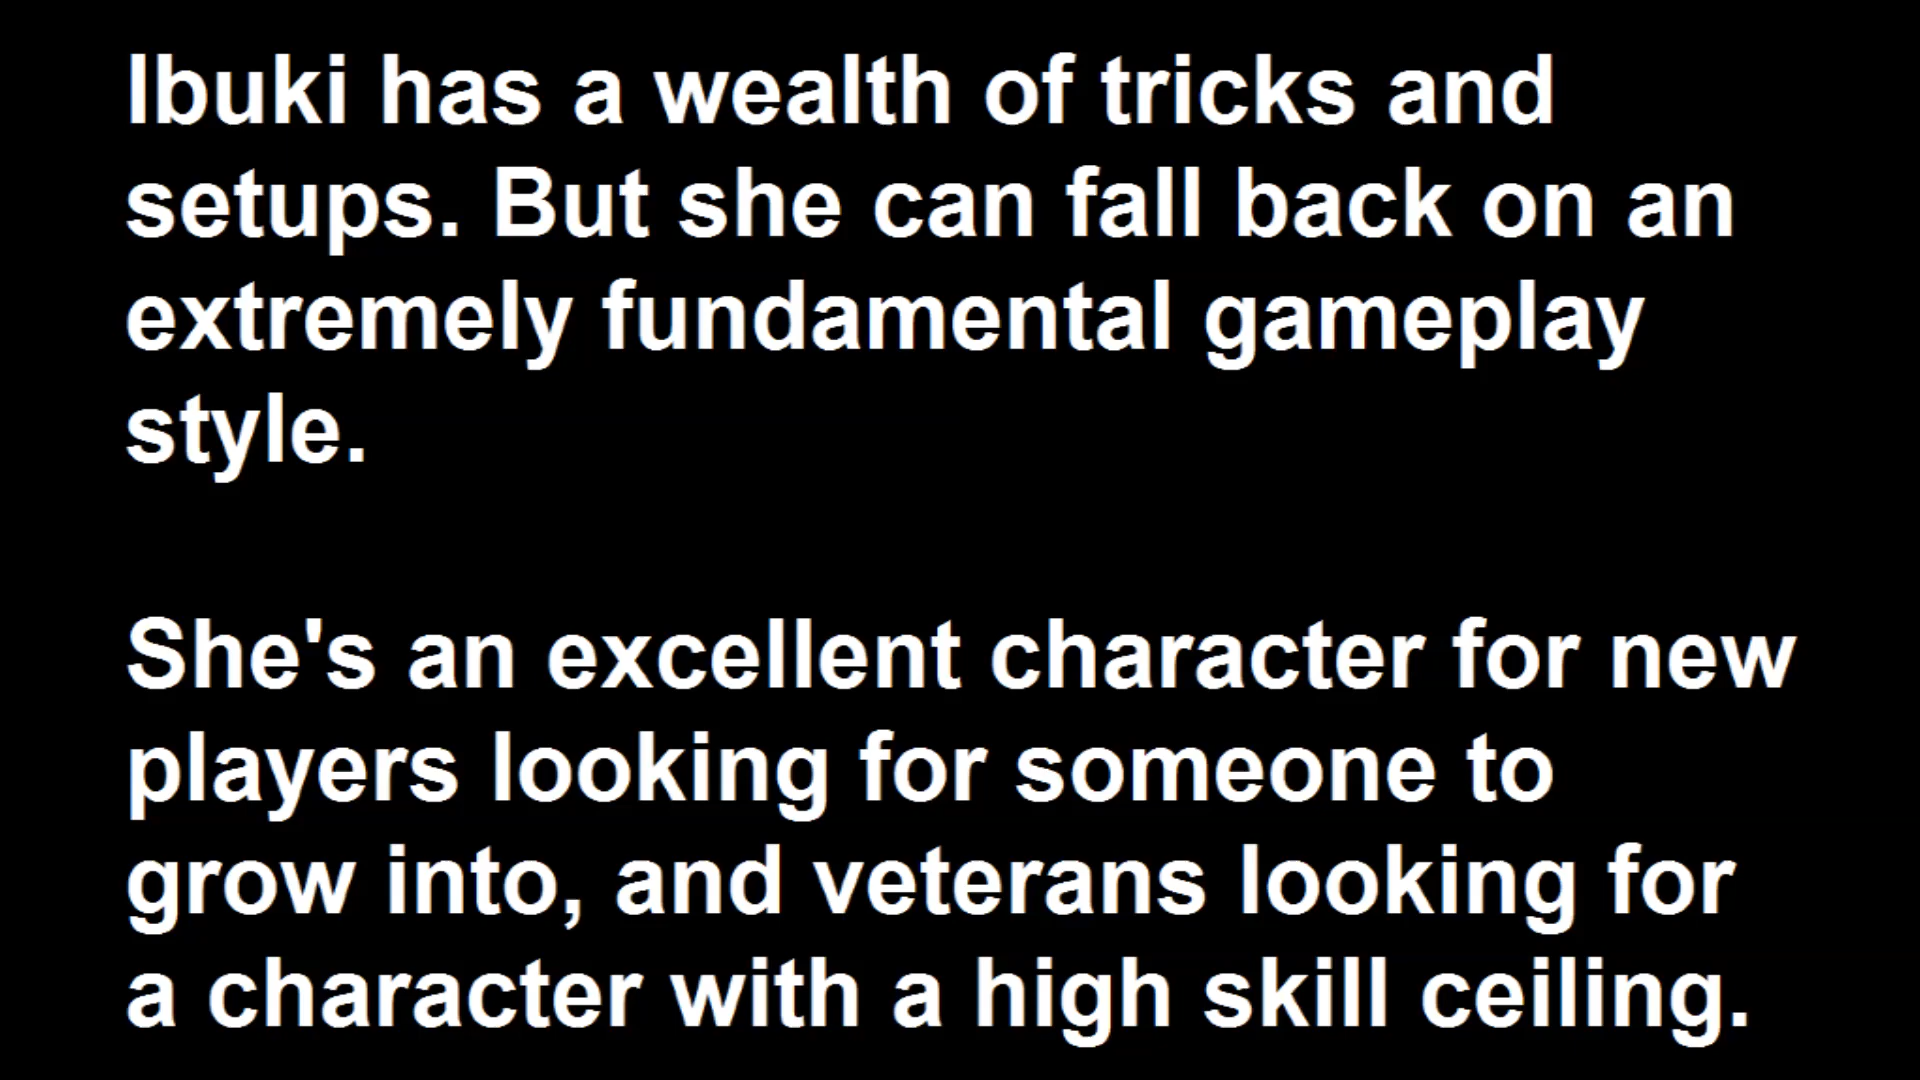 Ibuki has a wealth of tricks and
setups. But she can fall back on an
extremely fundamental gameplay
style.
She's an excellent character for new
players looking for someone to
grow into, and veterans looking for
a character with a high skill ceiling.